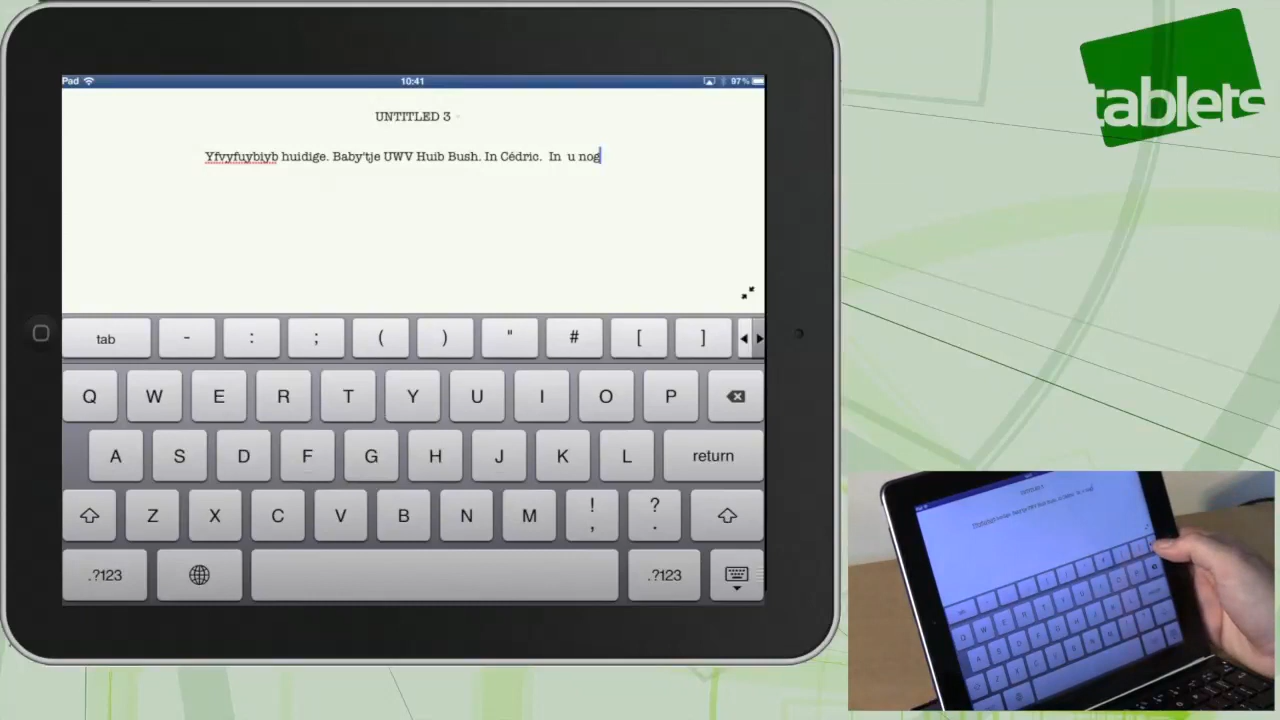 tablets
Pad 10:41 97%
UNTITLED 3
Yfvyfuybiyb huidige. Baby'tje UWV Huib Bush. In Cédric.  In  u nog
tab - : ; ( ) " # [ ]
Q W E R T Y U I O P
A S D F G H J K L return
Z X C V B N M ! , ? .
.?123 .?123